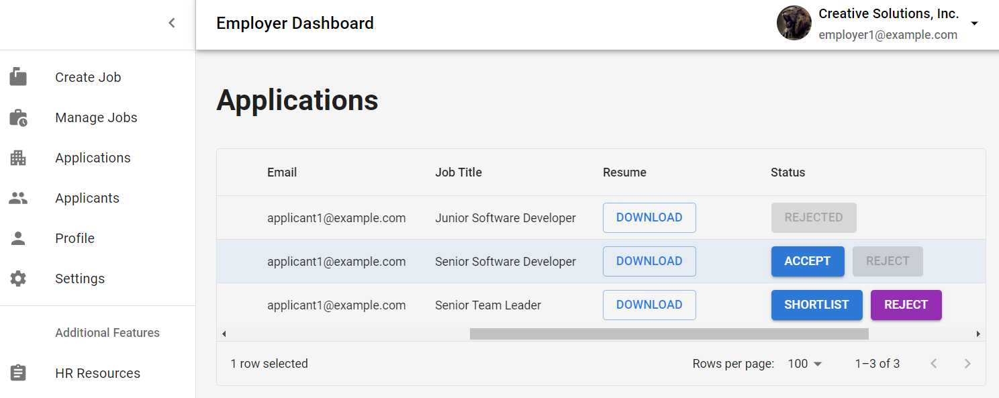 Employer Dashboard
Creative Solutions, Inc.
employer1@example.com
Create Job
Manage Jobs
Applications
Applicants
Profile
Settings
Additional Features
HR Resources
Applications
Email Job Title Resume Status
applicant1@example.com Junior Software Developer DOWNLOAD REJECTED
applicant1@example.com Senior Software Developer DOWNLOAD ACCEPT REJECT
applicant1@example.com Senior Team Leader DOWNLOAD SHORTLIST REJECT
1 row selected Rows per page: 100 1–3 of 3